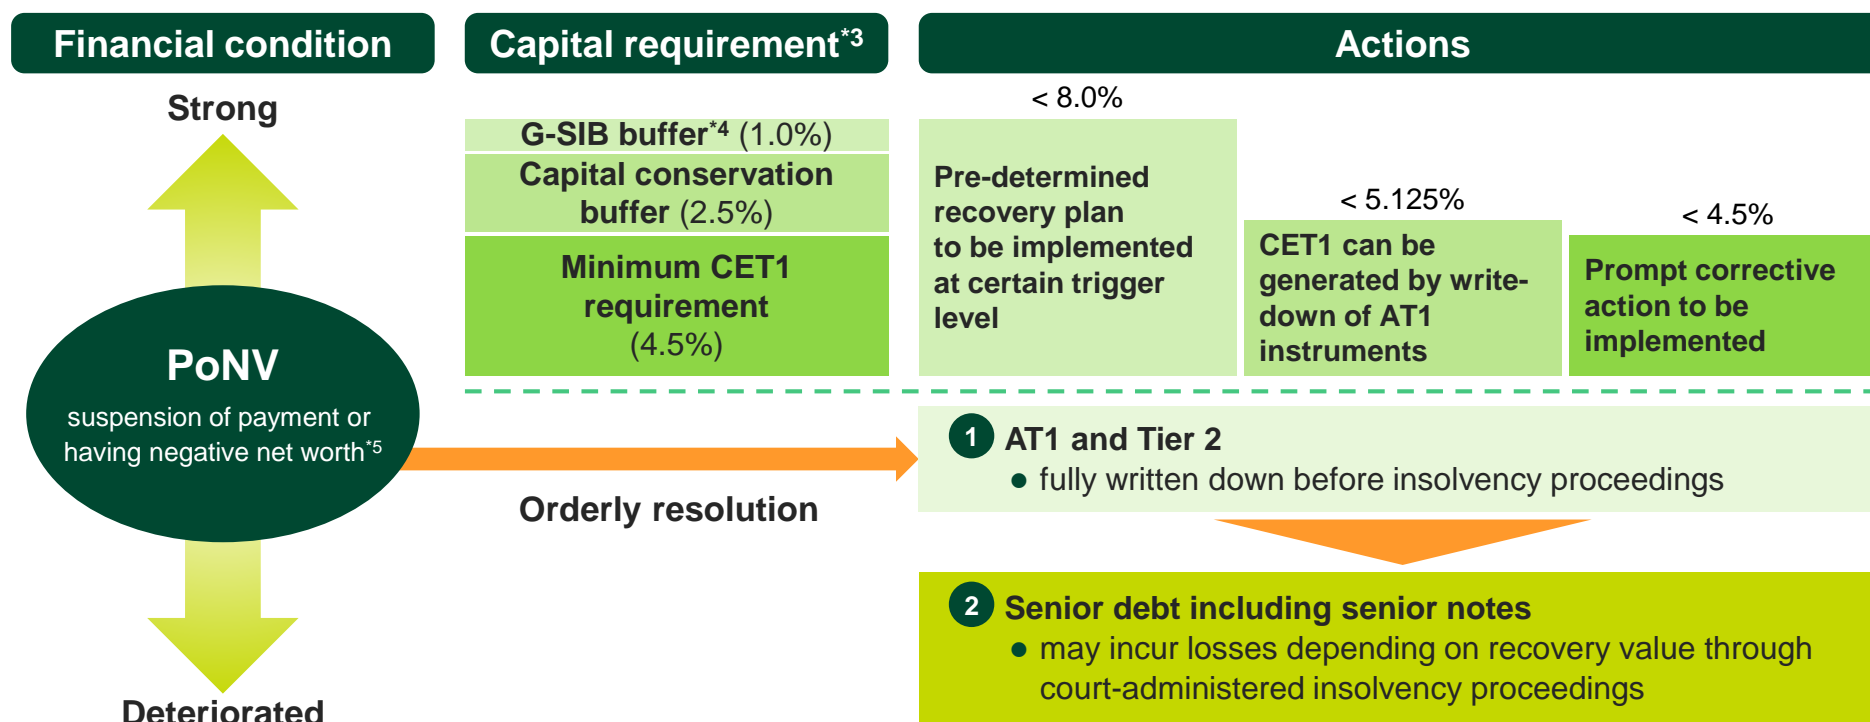 Financial condition
Capital requirement*3
Actions
Strong
G-SIB buffer*4 (1.0%)
Capital conservation
buffer (2.5%)
Minimum CET1
requirement
(4.5%)
< 8.0%
Pre-determined
recovery plan
to be implemented
at certain trigger
level
< 5.125%
CET1 can be
generated by write-
down of AT1
instruments
< 4.5%
Prompt corrective
action to be
implemented
PoNV
suspension of payment or
having negative net worth*5
Orderly resolution
1 AT1 and Tier 2
● fully written down before insolvency proceedings
2 Senior debt including senior notes
● may incur losses depending on recovery value through
court-administered insolvency proceedings
Deteriorated